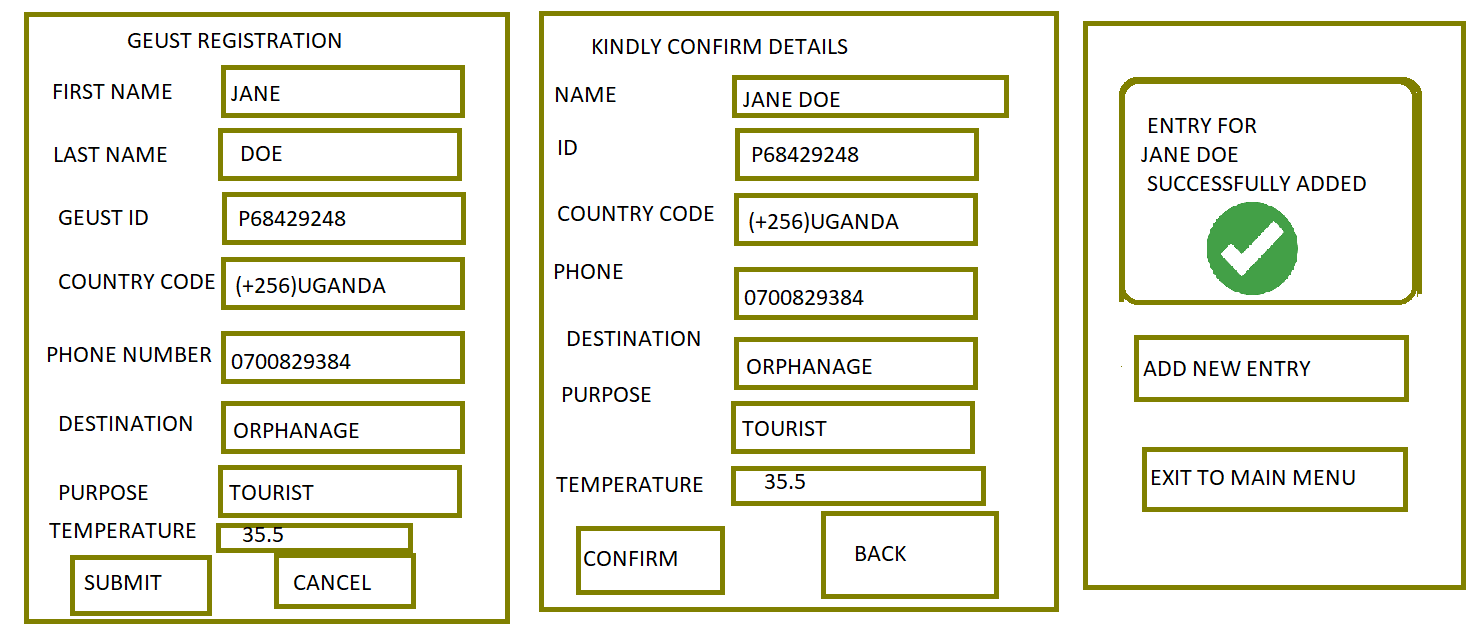 GEUST REGISTRATION
FIRST NAME JANE
LAST NAME DOE
GEUST ID P68429248
COUNTRY CODE (+256)UGANDA
PHONE NUMBER 0700829384
DESTINATION ORPHANAGE
PURPOSE TOURIST
TEMPERATURE 35.5
SUBMIT CANCEL
KINDLY CONFIRM DETAILS
NAME JANE DOE
ID P68429248
COUNTRY CODE (+256)UGANDA
PHONE 0700829384
DESTINATION ORPHANAGE
PURPOSE TOURIST
TEMPERATURE 35.5
CONFIRM BACK
ENTRY FOR
JANE DOE
SUCCESSFULLY ADDED
ADD NEW ENTRY
EXIT TO MAIN MENU